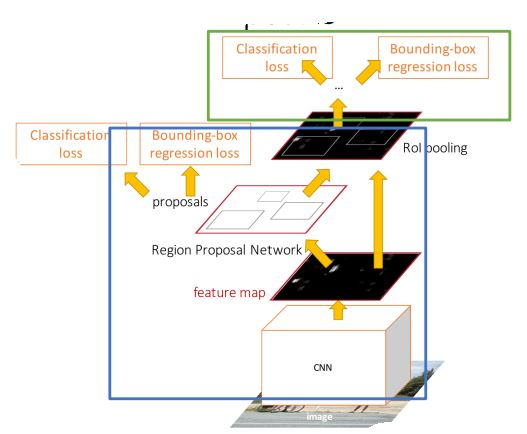 Classification
loss
Bounding-box
regression loss
...
Classification
loss
Bounding-box
regression loss
RoI pooling
proposals
Region Proposal Network
feature map
CNN
image